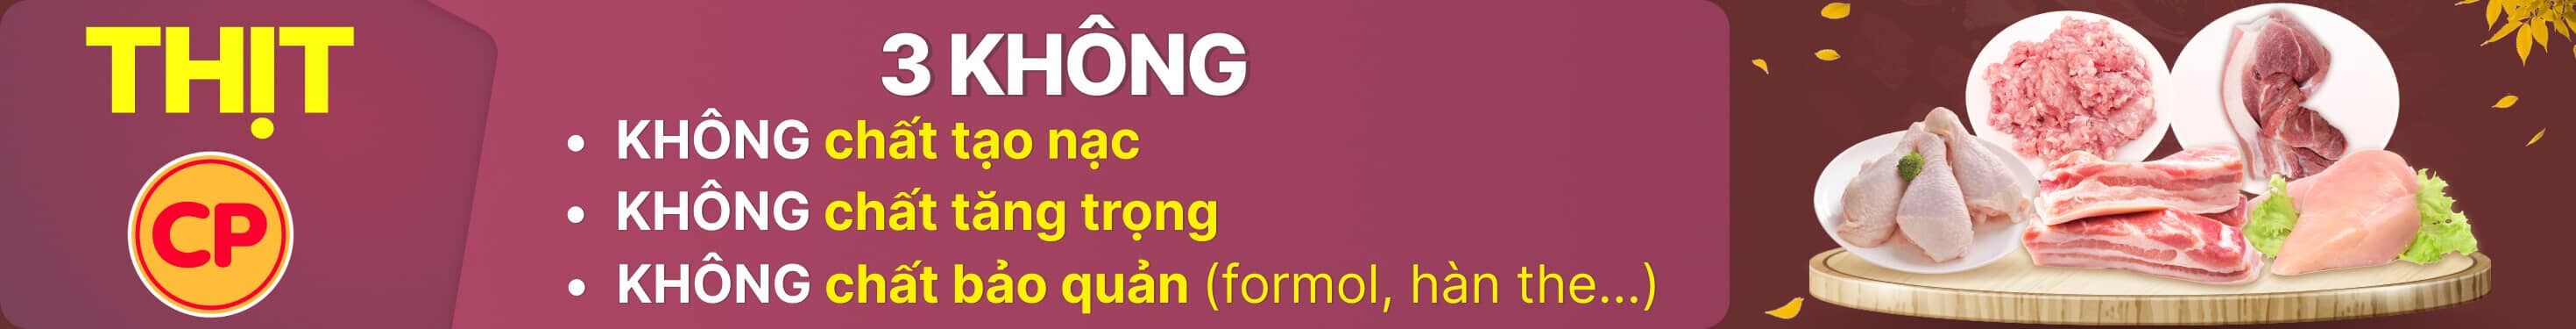 THỊT
CP
3 KHÔNG
• KHÔNG chất tạo nạc
• KHÔNG chất tăng trọng
• KHÔNG chất bảo quản (formol, hàn the...)